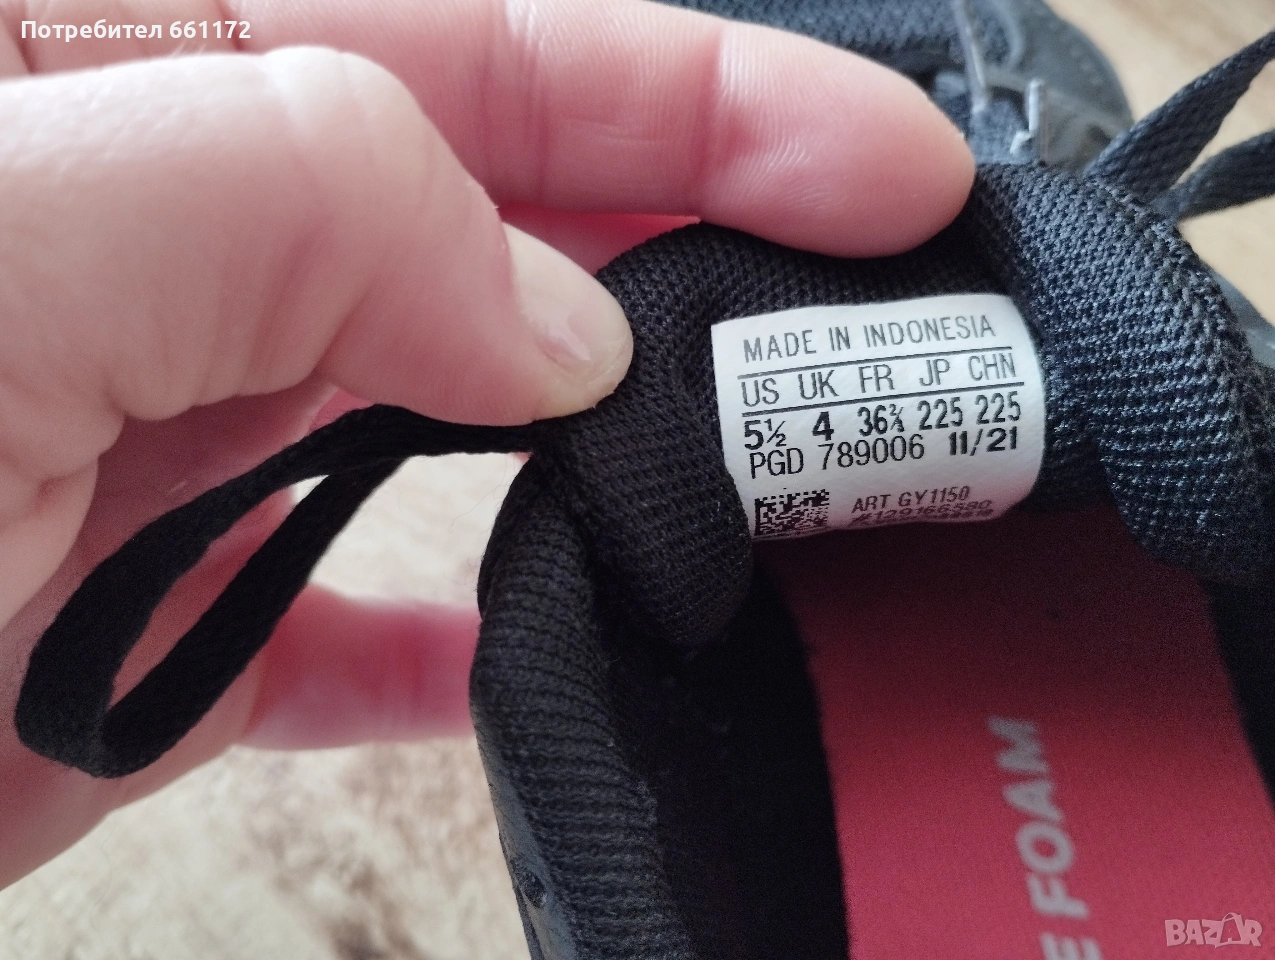 Потребител 661172
MADE IN INDONESIA
US UK FR JP CHN
5½ 4 36⅔ 225 225
PGD 789006 11/21
ART GY1150
E FOAM
BAZAR